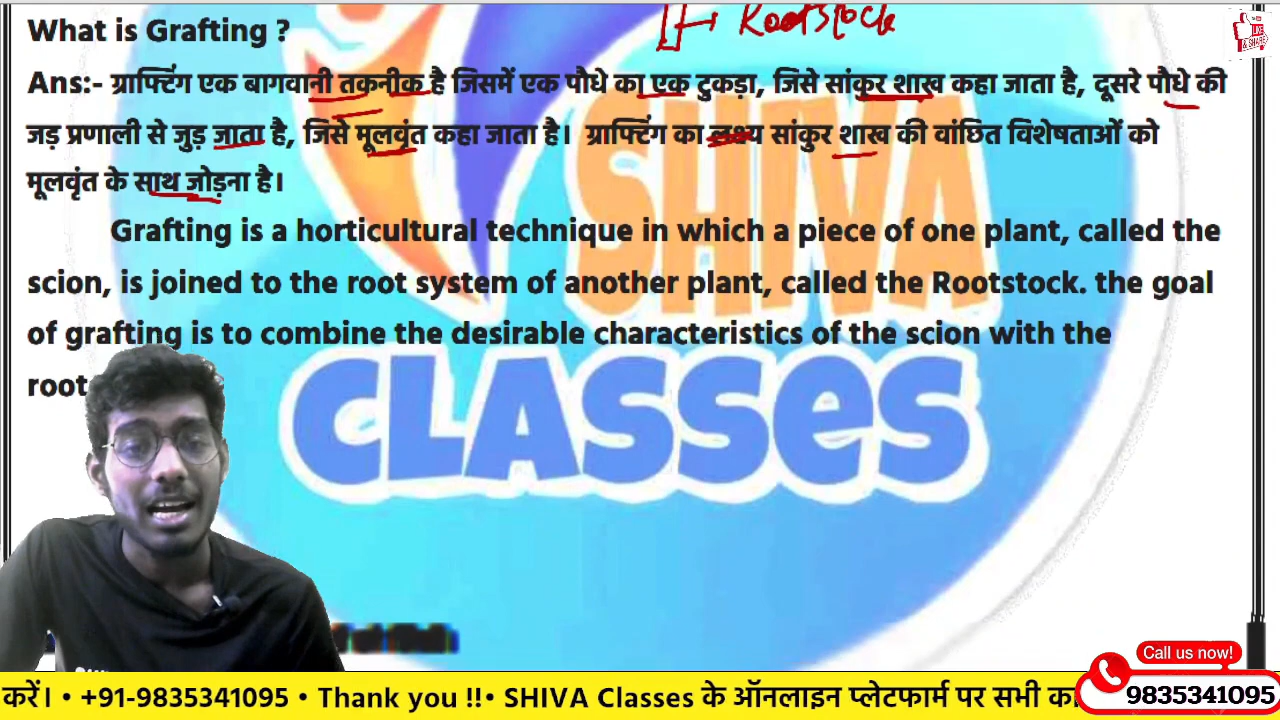 Rootstock
What is Grafting ?
Ans:- ग्राफ्टिंग एक बागवानी तकनीक है जिसमें एक पौधे का एक टुकड़ा, जिसे सांकुर शाख कहा जाता है, दूसरे पौधे की
जड़ प्रणाली से जुड़ जाता है, जिसे मूलवृंत कहा जाता है। ग्राफ्टिंग का लक्ष्य सांकुर शाख की वांछित विशेषताओं को
मूलवृंत के साथ जोड़ना है।
Grafting is a horticultural technique in which a piece of one plant, called the
scion, is joined to the root system of another plant, called the Rootstock. the goal
of grafting is to combine the desirable characteristics of the scion with the
root
SHIVA
CLASSES
LIKE
& SHARE
Call us now!
9835341095
करें। • +91-9835341095 • Thank you !!• SHIVA Classes के ऑनलाइन प्लेटफार्म पर सभी का